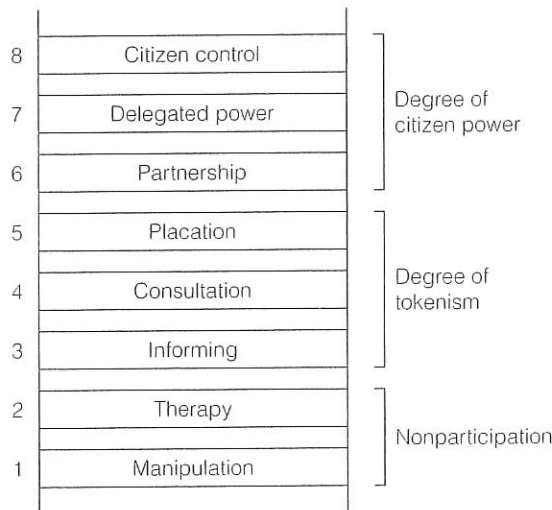 8 Citizen control
7 Delegated power
Degree of
citizen power
6 Partnership
5 Placation
4 Consultation
Degree of
tokenism
3 Informing
2 Therapy
Nonparticipation
1 Manipulation